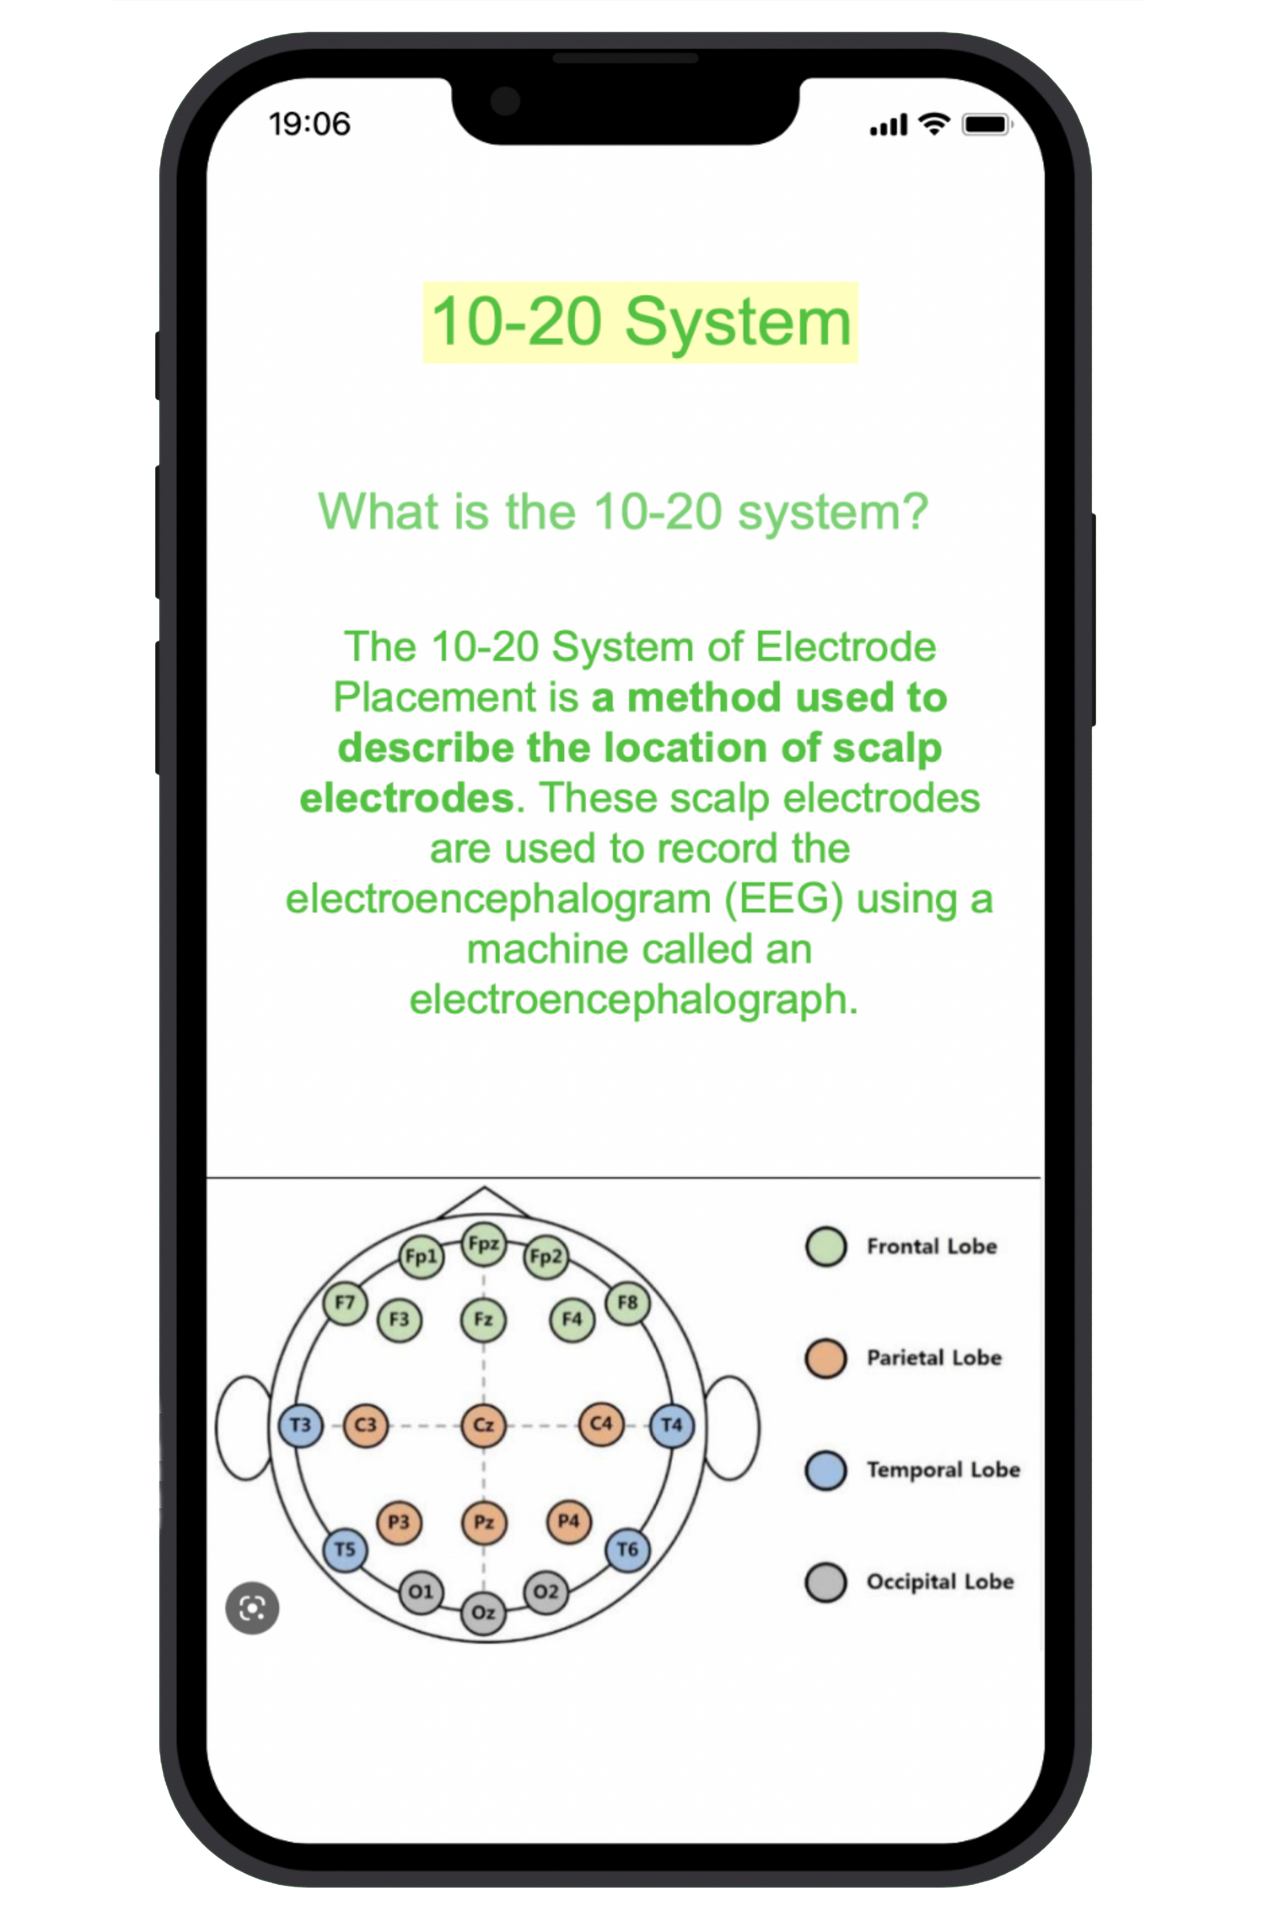 19:06
10-20 System
What is the 10-20 system?
The 10-20 System of Electrode
Placement is a method used to
describe the location of scalp
electrodes. These scalp electrodes
are used to record the
electroencephalogram (EEG) using a
machine called an
electroencephalograph.
Fp1 Fpz Fp2
F7 F3 Fz F4 F8
T3 C3 Cz C4 T4
T5 P3 Pz P4 T6
O1 Oz O2
Frontal Lobe
Parietal Lobe
Temporal Lobe
Occipital Lobe